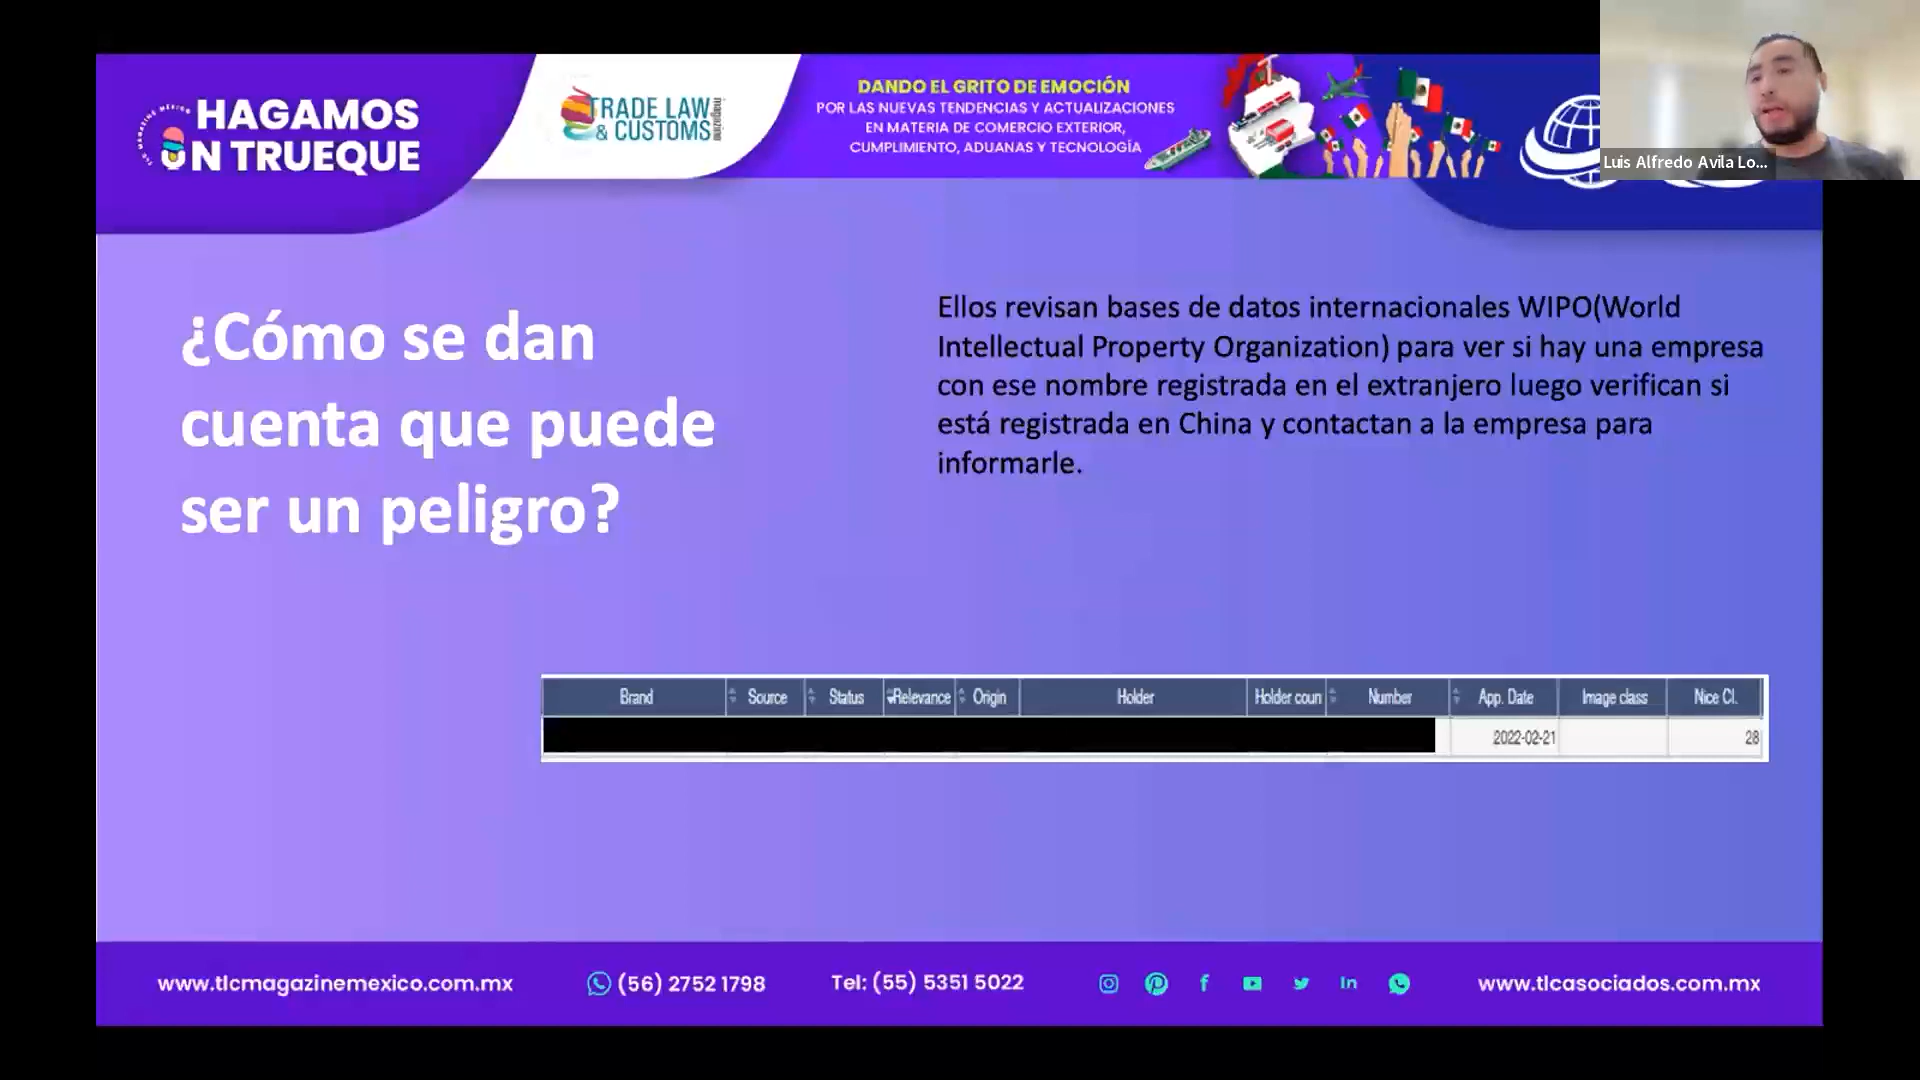 HAGAMOS
UN TRUEQUE
TRADE LAW
& CUSTOMS
magazine
DANDO EL GRITO DE EMOCIÓN
POR LAS NUEVAS TENDENCIAS Y ACTUALIZACIONES
EN MATERIA DE COMERCIO EXTERIOR,
CUMPLIMIENTO, ADUANAS Y TECNOLOGÍA
Luis Alfredo Avila Lo...
¿Cómo se dan
cuenta que puede
ser un peligro?
Ellos revisan bases de datos internacionales WIPO(World
Intellectual Property Organization) para ver si hay una empresa
con ese nombre registrada en el extranjero luego verifican si
está registrada en China y contactan a la empresa para
informarle.
Brand Source Status Relevance Origin Holder Holder coun Number App. Date Image class Nice Cl.
2022-02-21 28
www.tlcmagazinemexico.com.mx (56) 2752 1798 Tel: (55) 5351 5022 www.tlcasociados.com.mx